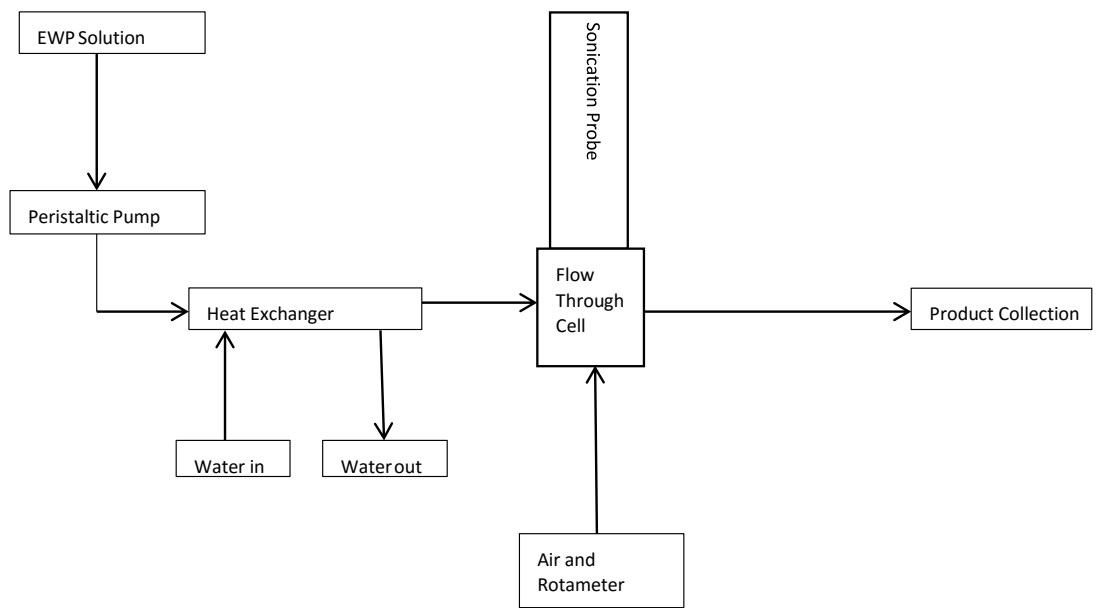 EWP Solution
Sonication Probe
Peristaltic Pump
Flow
Through
Cell
Heat Exchanger
Product Collection
Water in
Water out
Air and
Rotameter